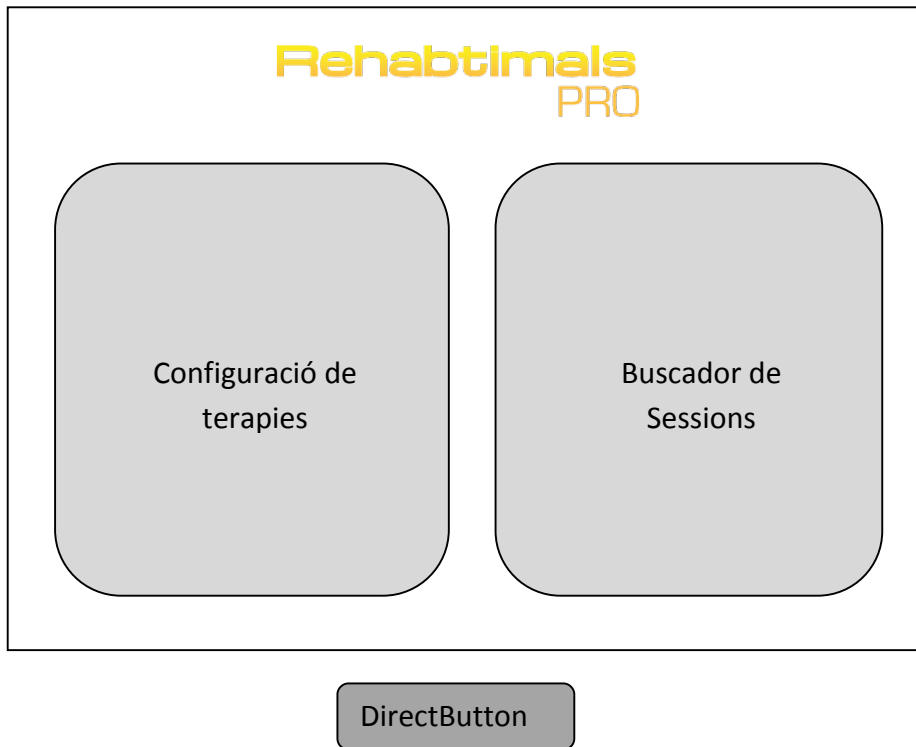 Rehabtimals
PRO
Configuració de
terapies
Buscador de
Sessions
DirectButton